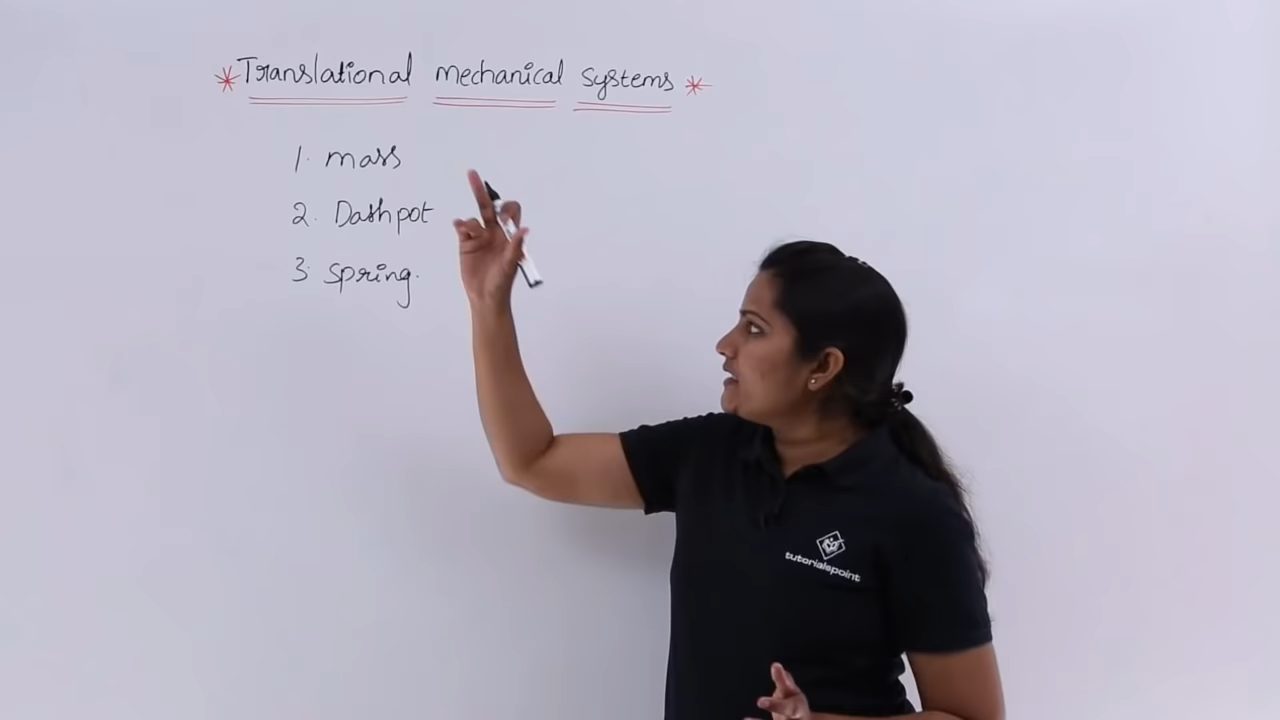 *Translational mechanical systems*
1. mass
2. Dashpot
3. spring.
tutorialspoint